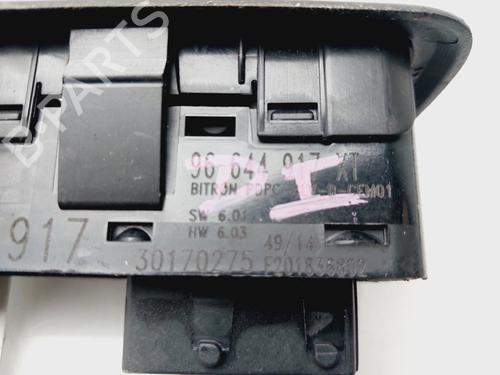 B-PARTS
96 644 917 XT
BITRON
SW 6.01
HW 6.03
917
49/14
30170275